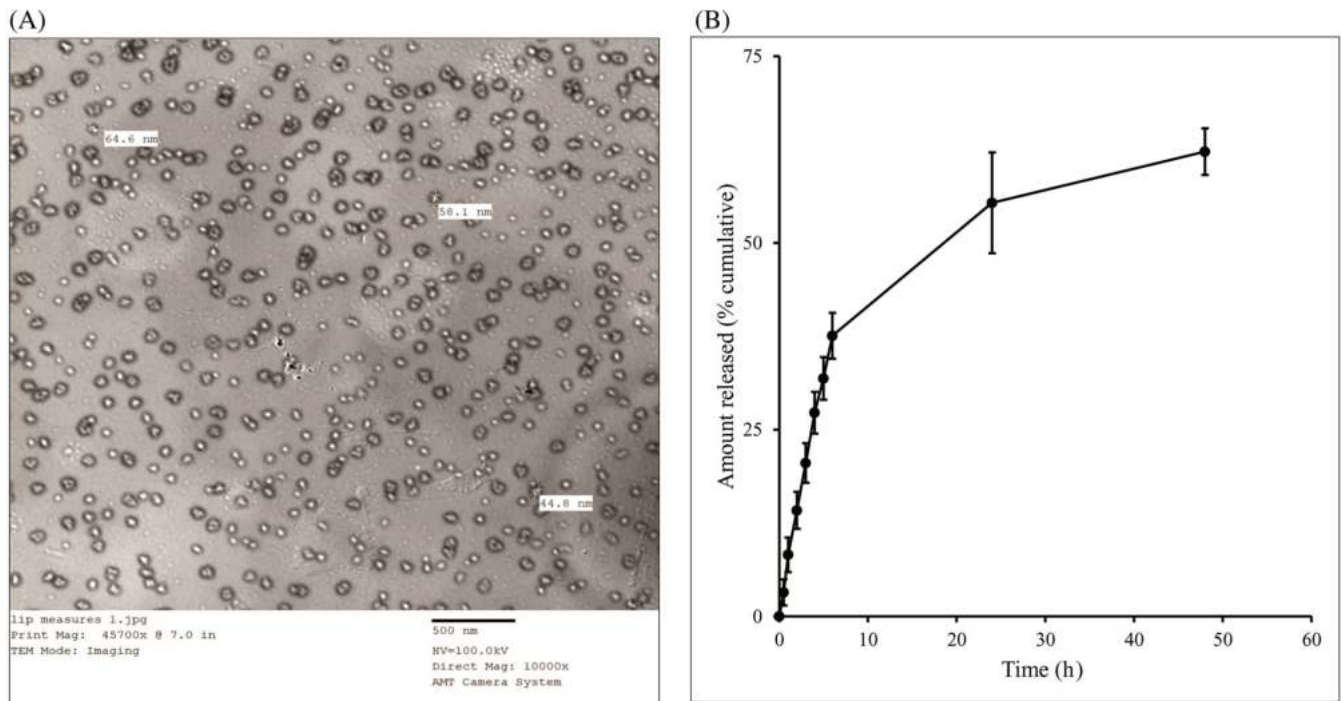 (A)
64.6 nm
58.1 nm
44.8 nm
lip measures 1.jpg
Print Mag: 45700x @ 7.0 in
TEM Mode: Imaging
500 nm
HV=100.0kV
Direct Mag: 10000x
AMT Camera System
(B)
Amount released (% cumulative)
75
50
25
0
0 10 20 30 40 50 60
Time (h)